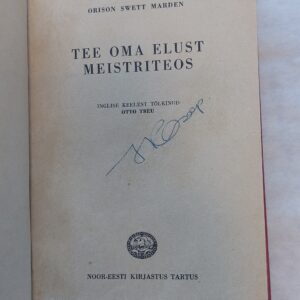 ORISON SWETT MARDEN
TEE OMA ELUST
MEISTRITEOS
INGLISE KEELEST TÕLKINUD
OTTO TREU
NOOR-EESTI KIRJASTUS TARTUS